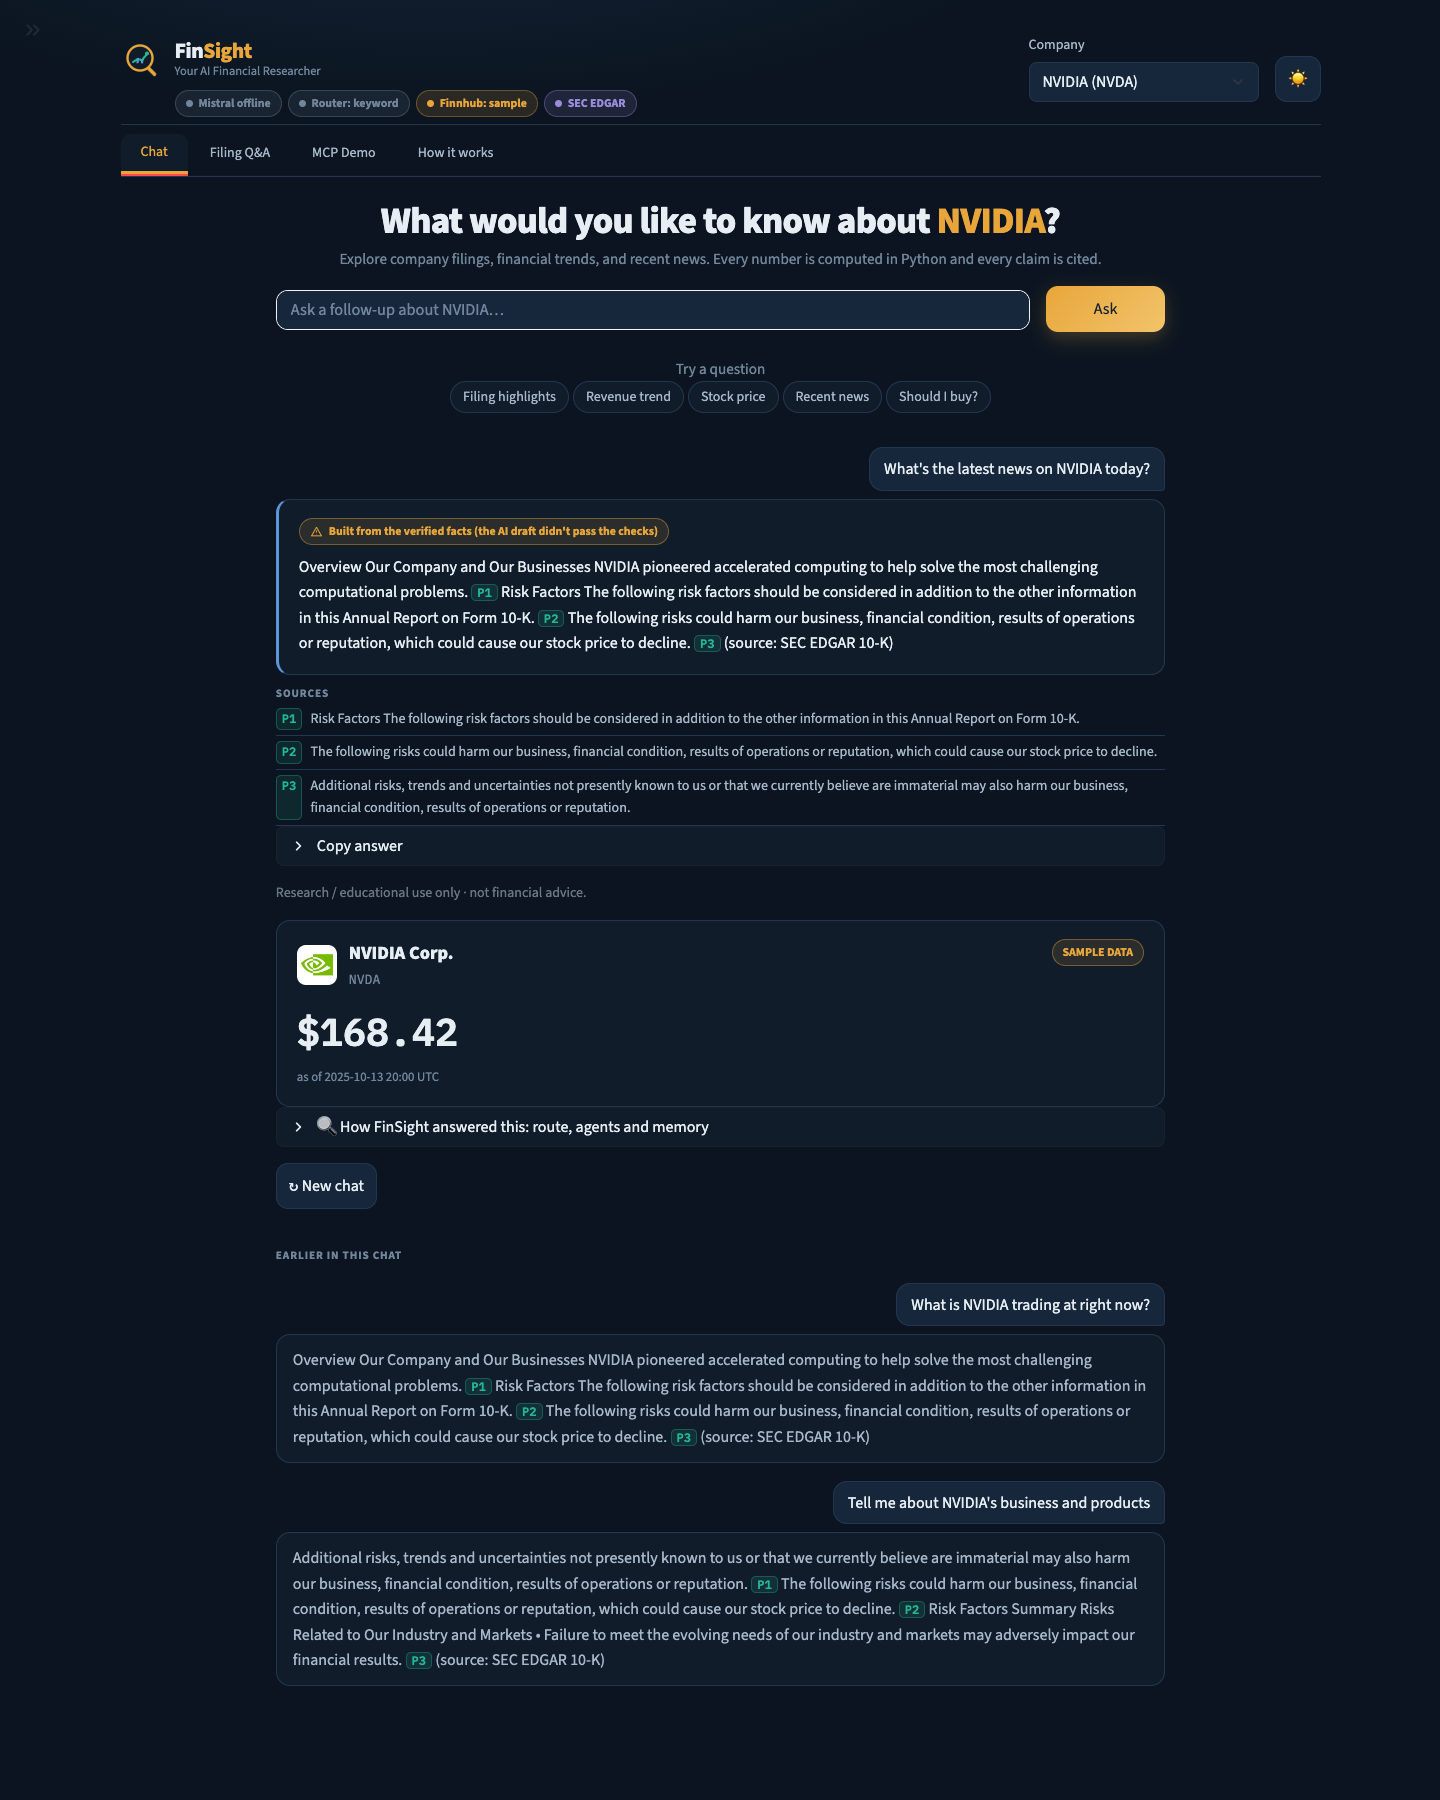 FinSight
Your AI Financial Researcher
Mistral offline
Router: keyword
Finnhub: sample
SEC EDGAR
Company
NVIDIA (NVDA)
Chat
Filing Q&A
MCP Demo
How it works
What would you like to know about NVIDIA?
Explore company filings, financial trends, and recent news. Every number is computed in Python and every claim is cited.
Ask a follow-up about NVIDIA…
Ask
Try a question
Filing highlights
Revenue trend
Stock price
Recent news
Should I buy?
What's the latest news on NVIDIA today?
Built from the verified facts (the AI draft didn't pass the checks)
Overview Our Company and Our Businesses NVIDIA pioneered accelerated computing to help solve the most challenging
computational problems. P1 Risk Factors The following risk factors should be considered in addition to the other information
in this Annual Report on Form 10-K. P2 The following risks could harm our business, financial condition, results of operations
or reputation, which could cause our stock price to decline. P3 (source: SEC EDGAR 10-K)
SOURCES
P1 Risk Factors The following risk factors should be considered in addition to the other information in this Annual Report on Form 10-K.
P2 The following risks could harm our business, financial condition, results of operations or reputation, which could cause our stock price to decline.
P3 Additional risks, trends and uncertainties not presently known to us or that we currently believe are immaterial may also harm our business,
financial condition, results of operations or reputation.
Copy answer
Research / educational use only · not financial advice.
NVIDIA Corp.
NVDA
SAMPLE DATA
$168.42
as of 2025-10-13 20:00 UTC
How FinSight answered this: route, agents and memory
↻ New chat
EARLIER IN THIS CHAT
What is NVIDIA trading at right now?
Overview Our Company and Our Businesses NVIDIA pioneered accelerated computing to help solve the most challenging
computational problems. P1 Risk Factors The following risk factors should be considered in addition to the other information in
this Annual Report on Form 10-K. P2 The following risks could harm our business, financial condition, results of operations or
reputation, which could cause our stock price to decline. P3 (source: SEC EDGAR 10-K)
Tell me about NVIDIA's business and products
Additional risks, trends and uncertainties not presently known to us or that we currently believe are immaterial may also harm
our business, financial condition, results of operations or reputation. P1 The following risks could harm our business, financial
condition, results of operations or reputation, which could cause our stock price to decline. P2 Risk Factors Summary Risks
Related to Our Industry and Markets • Failure to meet the evolving needs of our industry and markets may adversely impact our
financial results. P3 (source: SEC EDGAR 10-K)